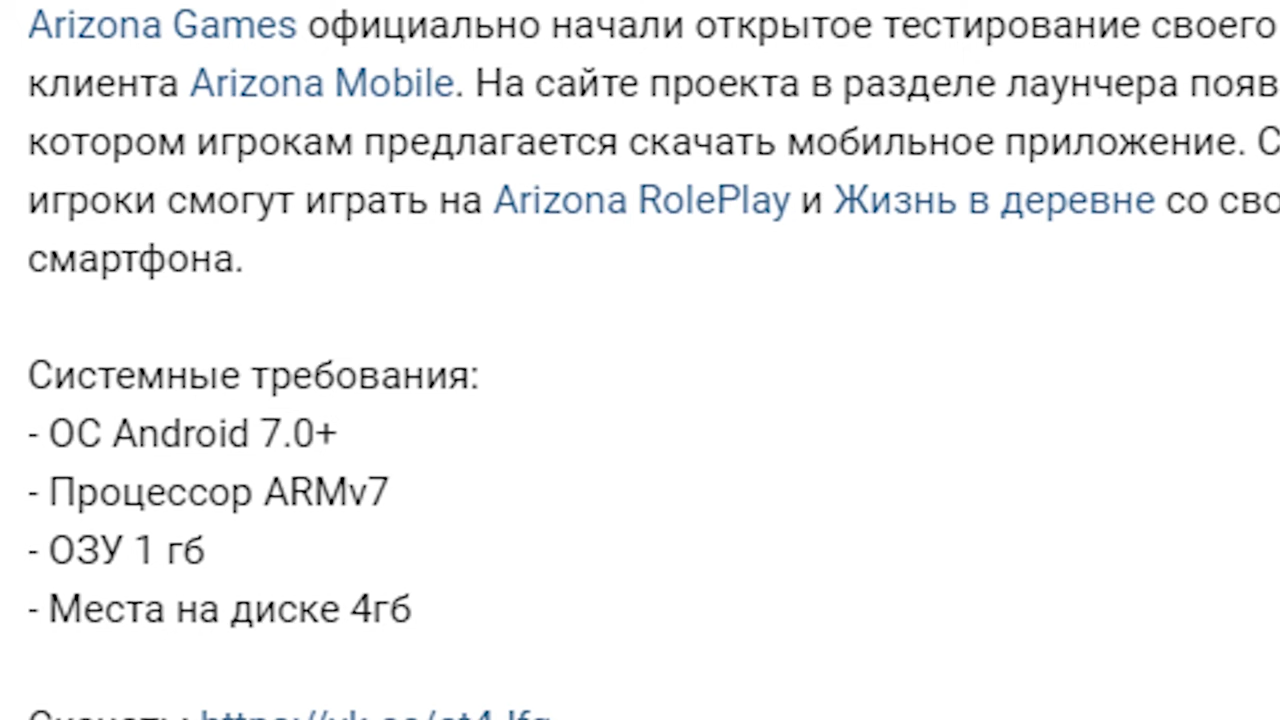 Arizona Games официально начали открытое тестирование своего
клиента Arizona Mobile. На сайте проекта в разделе лаунчера
котором игрокам предлагается скачать мобильное приложение.
игроки смогут играть на Arizona RolePlay и Жизнь в деревне со
смартфона.
Системные требования:
- ОС Android 7.0+
- Процессор ARMv7
- ОЗУ 1 гб
- Места на диске 4гб